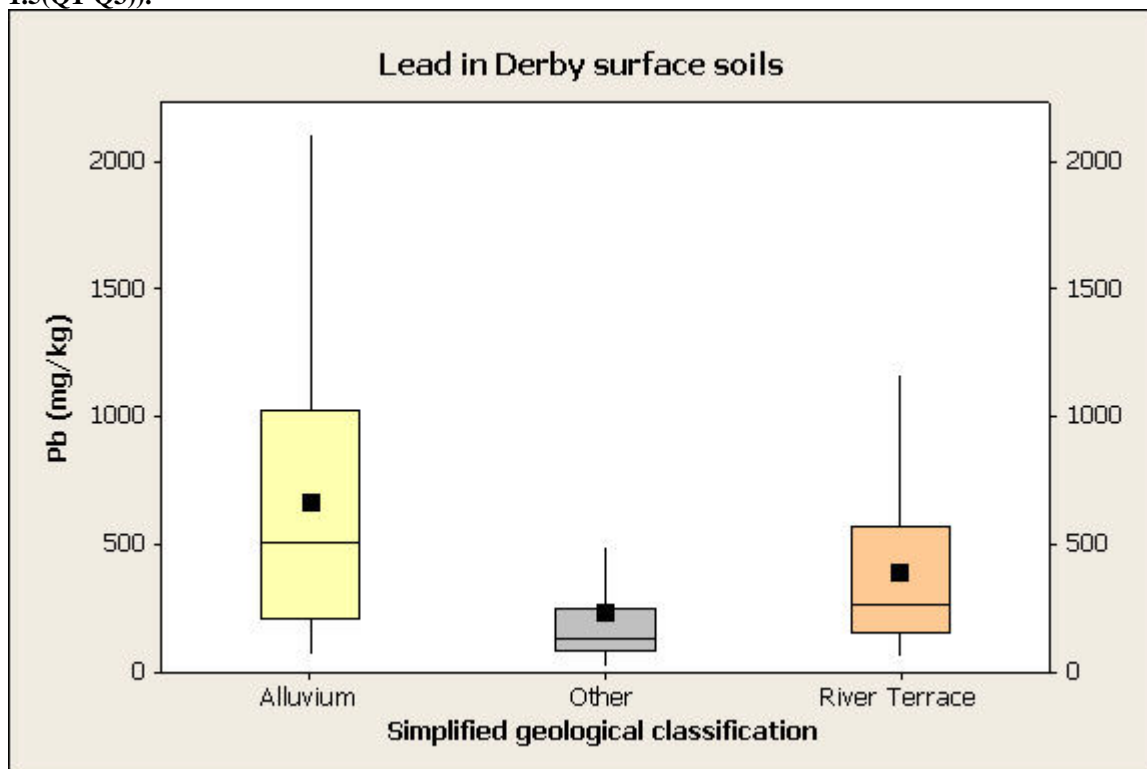 1.5(Q1-Q3)).
Lead in Derby surface soils
Pb (mg/kg)
2000
1500
1000
500
0
2000
1500
1000
500
0
Alluvium Other River Terrace
Simplified geological classification